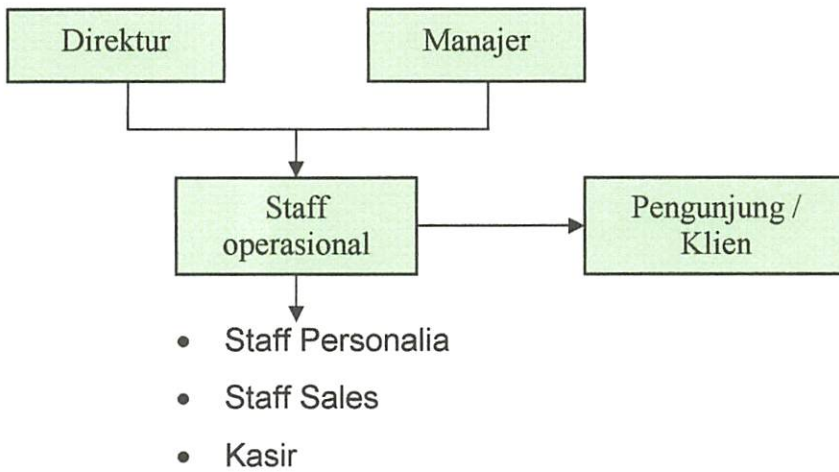 Direktur
Manajer
Staff
operasional
Pengunjung /
Klien
• Staff Personalia
• Staff Sales
• Kasir